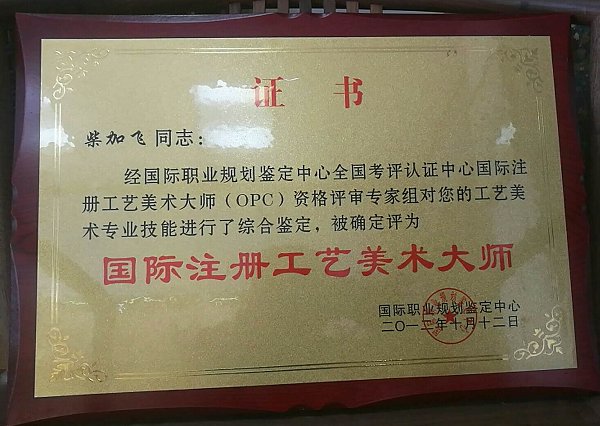 证 书
柴加飞 同志：
经国际职业规划鉴定中心全国考评认证中心国际注
册工艺美术大师（OPC）资格评审专家组对您的工艺美
术专业技能进行了综合鉴定，被确定评为
国际注册工艺美术大师
国际职业规划鉴定中心
二〇一二年十月十二日